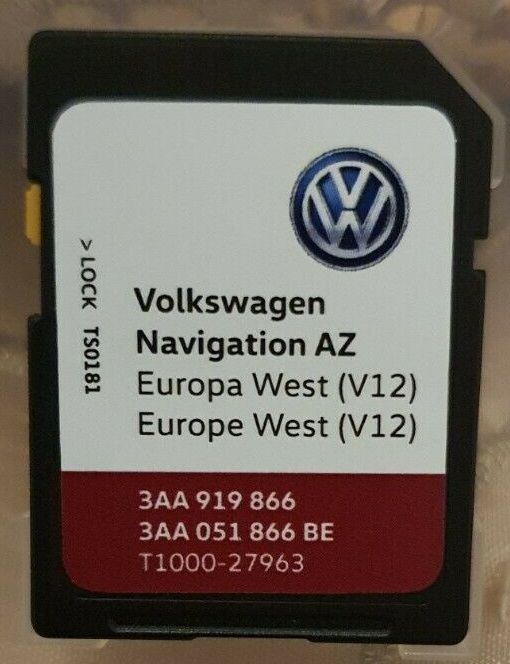 > LOCK TS0181
Volkswagen
Navigation AZ
Europa West (V12)
Europe West (V12)
3AA 919 866
3AA 051 866 BE
T1000-27963